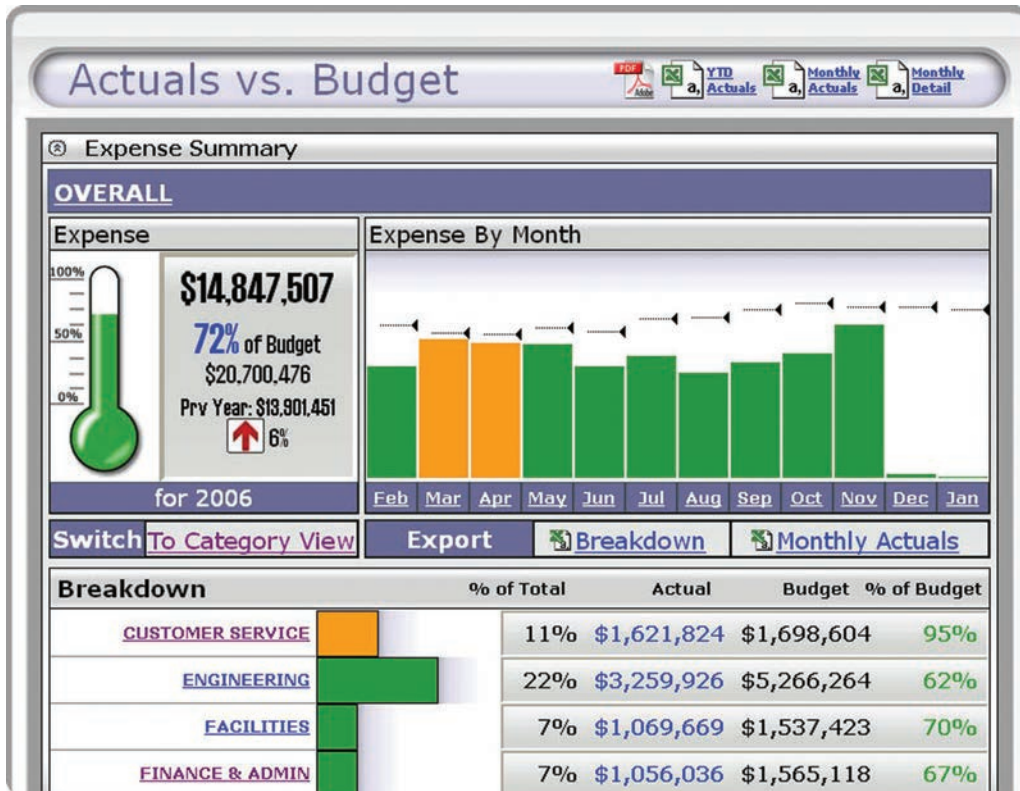 Actuals vs. Budget
PDF
Adobe
a,
YTD
Actuals
a,
Monthly
Actuals
a,
Monthly
Detail
Expense Summary
OVERALL
Expense
Expense By Month
100%
50%
0%
$14,847,507
72% of Budget
$20,700,476
Prv Year: $13,901,451
6%
for 2006
Feb Mar Apr May Jun Jul Aug Sep Oct Nov Dec Jan
Switch To Category View
Export
Breakdown
Monthly Actuals
Breakdown % of Total Actual Budget % of Budget
CUSTOMER SERVICE 11% $1,621,824 $1,698,604 95%
ENGINEERING 22% $3,259,926 $5,266,264 62%
FACILITIES 7% $1,069,669 $1,537,423 70%
FINANCE & ADMIN 7% $1,056,036 $1,565,118 67%